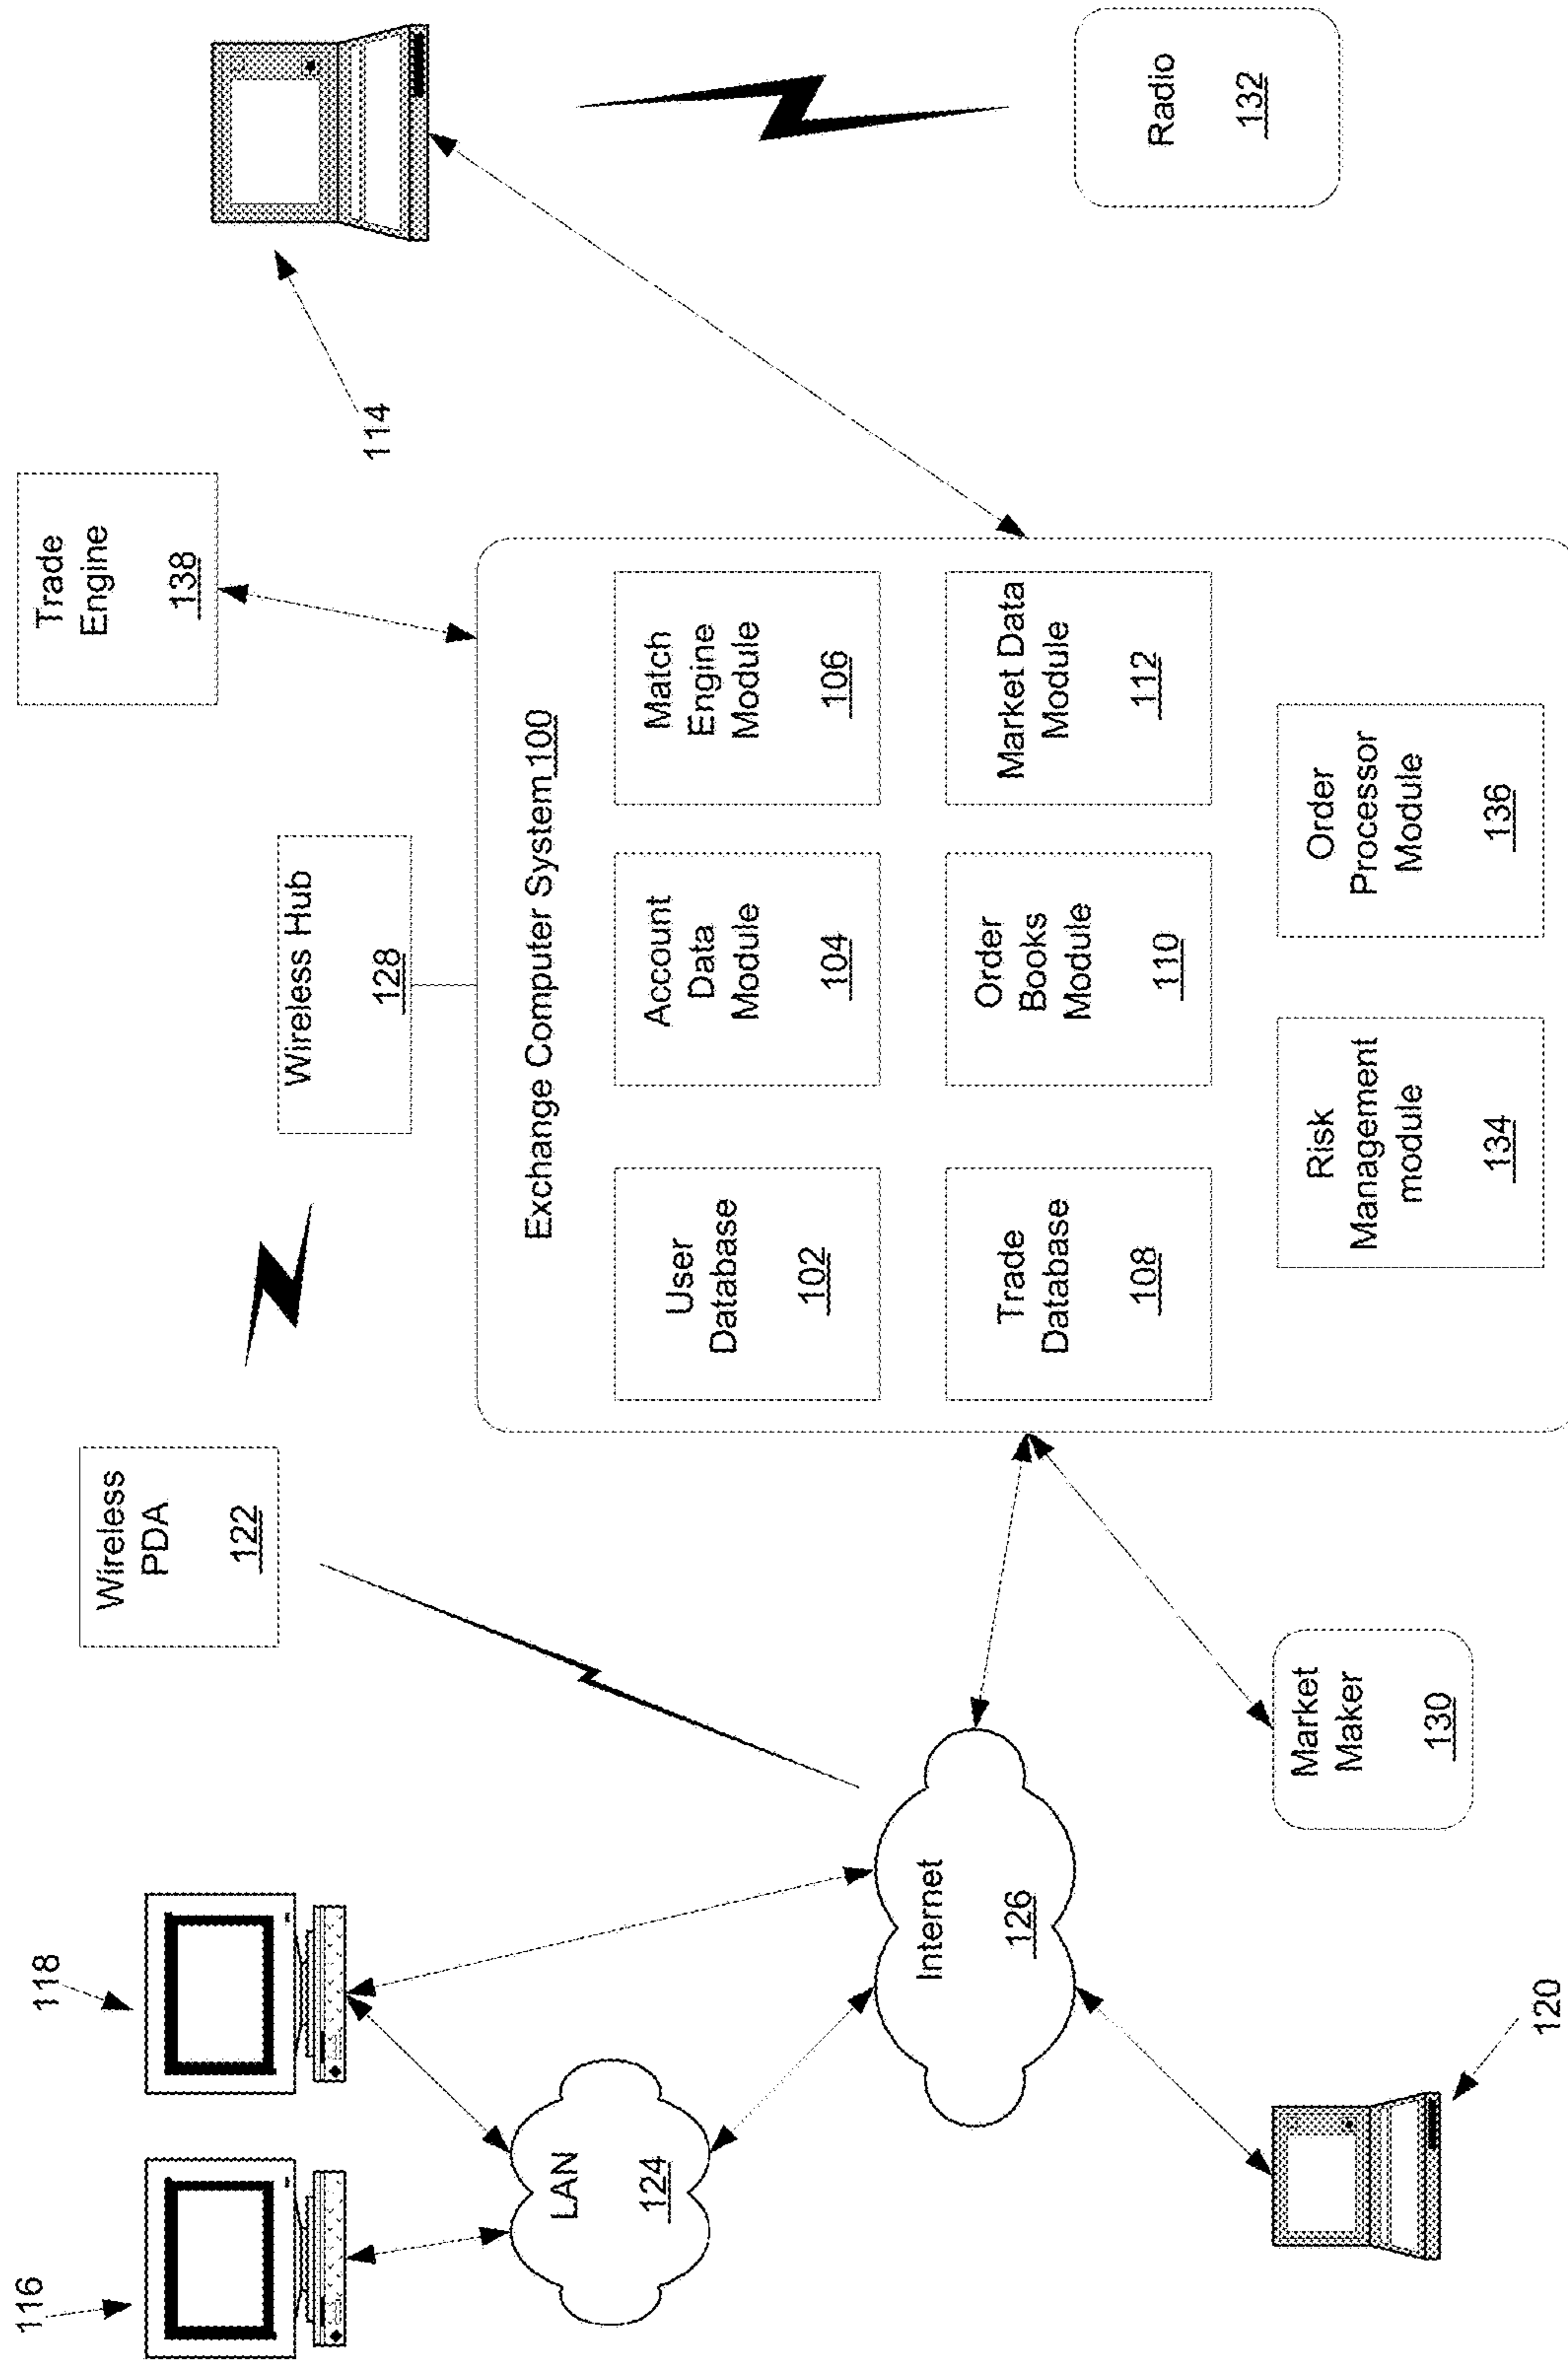 116
118
Wireless
PDA
122
Wireless Hub
128
Trade
Engine
138
114
LAN
124
Internet
126
120
Market
Maker
130
Exchange Computer System 100
User
Database
102
Account
Data
Module
104
Match
Engine
Module
106
Trade
Database
108
Order
Books
Module
110
Market Data
Module
112
Risk
Management
module
134
Order
Processor
Module
136
Radio
132